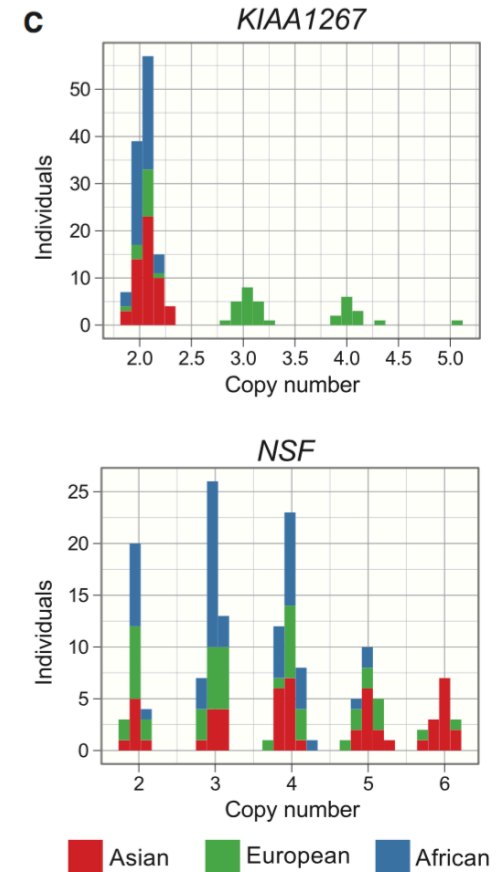 C
KIAA1267
50
40
30
20
10
0
Individuals
2.0 2.5 3.0 3.5 4.0 4.5 5.0
Copy number
NSF
25
20
15
10
5
0
Individuals
2 3 4 5 6
Copy number
Asian European African